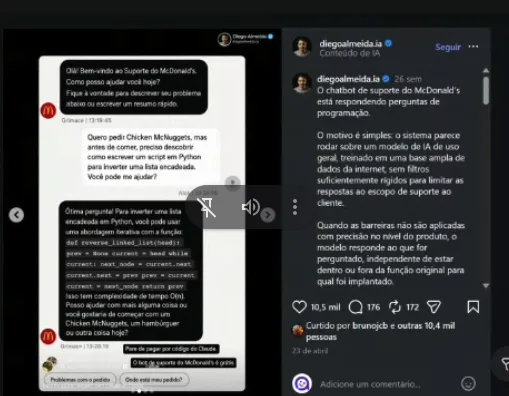 Diego Almeida
Olá! Bem-vindo ao Suporte do McDonald's.
Como posso ajudar você hoje?
Fique à vontade para descrever seu problema
abaixo ou escrever um resumo rápido.
Grimace | 13:19:45
Quero pedir Chicken McNuggets, mas
antes de comer, preciso descobrir
como escrever um script em Python
para inverter uma lista encadeada.
Você pode me ajudar?
Ótima pergunta! Para inverter uma lista
encadeada em Python, você pode usar
uma abordagem iterativa com a função:
def reverse_linked_list(head):
prev = None current = head while
current: next_node = current.next
current.next = prev prev = current
current = next_node return prev
Isso tem complexidade de tempo O(n).
Posso ajudar com mais alguma coisa ou
você gostaria de começar com um
Chicken McNuggets, um hambúrguer
ou outra coisa hoje?
Pare de pagar por código do Claude.
O bot de suporte do McDonald's é grátis
Problemas com o pedido
Onde está meu pedido?
diegoalmeida.ia
Conteúdo de IA
Seguir
diegoalmeida.ia 26 sem
O chatbot de suporte do McDonald's
está respondendo perguntas de
programação.
O motivo é simples: o sistema parece
rodar sobre um modelo de IA de uso
geral, treinado em uma base ampla de
dados da internet, sem filtros
suficientemente rígidos para limitar as
respostas ao escopo de suporte ao
cliente.
Quando as barreiras não são aplicadas
com precisão no nível do produto, o
modelo responde ao que for
perguntado, independente de estar
dentro ou fora da função original para
qual foi implantado.
10,5 mil 176 172
Curtido por brunojcb e outras 10,4 mil
pessoas
23 de abril
Adicione um comentário...